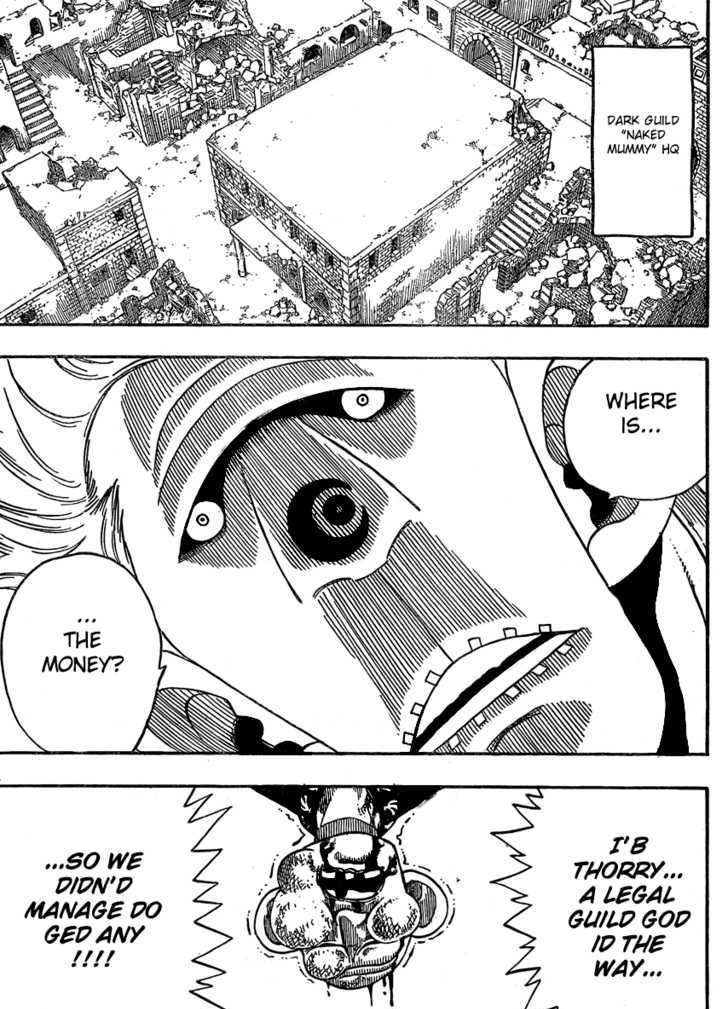 DARK GUILD
"NAKED
MUMMY" HQ
WHERE
IS...
...
THE
MONEY?
I'B
THORRY...
A LEGAL
GUILD GOD
ID THE
WAY...
...SO WE
DIDN'D
MANAGE DO
GED ANY
!!!!